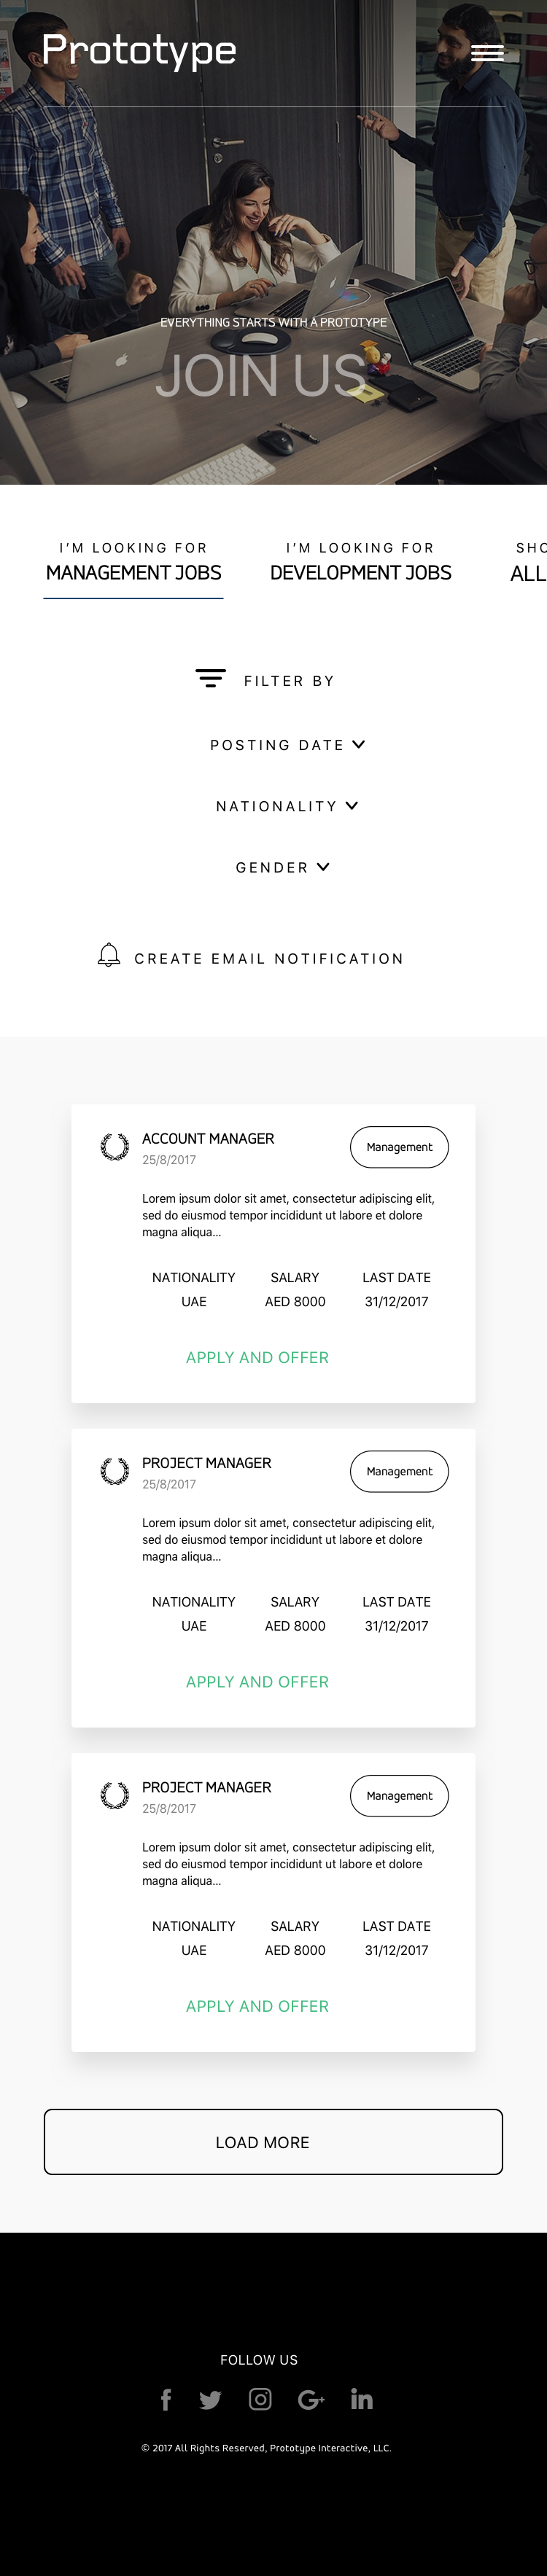 Prototype
EVERYTHING STARTS WITH A PROTOTYPE
JOIN US
I'M LOOKING FOR
MANAGEMENT JOBS
I'M LOOKING FOR
DEVELOPMENT JOBS
SHO
ALL
FILTER BY
POSTING DATE
NATIONALITY
GENDER
CREATE EMAIL NOTIFICATION
ACCOUNT MANAGER
Management
25/8/2017
Lorem ipsum dolor sit amet, consectetur adipiscing elit,
sed do eiusmod tempor incididunt ut labore et dolore
magna aliqua...
NATIONALITY SALARY LAST DATE
UAE AED 8000 31/12/2017
APPLY AND OFFER
PROJECT MANAGER
Management
25/8/2017
Lorem ipsum dolor sit amet, consectetur adipiscing elit,
sed do eiusmod tempor incididunt ut labore et dolore
magna aliqua...
NATIONALITY SALARY LAST DATE
UAE AED 8000 31/12/2017
APPLY AND OFFER
PROJECT MANAGER
Management
25/8/2017
Lorem ipsum dolor sit amet, consectetur adipiscing elit,
sed do eiusmod tempor incididunt ut labore et dolore
magna aliqua...
NATIONALITY SALARY LAST DATE
UAE AED 8000 31/12/2017
APPLY AND OFFER
LOAD MORE
FOLLOW US
© 2017 All Rights Reserved, Prototype Interactive, LLC.